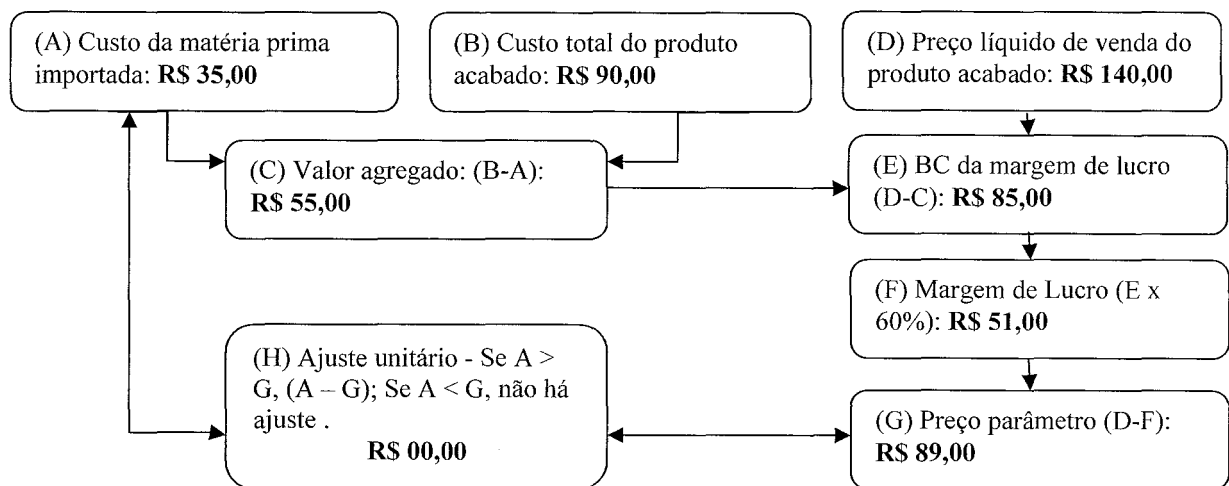 (A) Custo da matéria prima
importada: R$ 35,00
(B) Custo total do produto
acabado: R$ 90,00
(D) Preço líquido de venda do
produto acabado: R$ 140,00
(C) Valor agregado: (B-A):
R$ 55,00
(E) BC da margem de lucro
(D-C): R$ 85,00
(F) Margem de Lucro (E x
60%): R$ 51,00
(H) Ajuste unitário - Se A >
G, (A – G); Se A < G, não há
ajuste .
R$ 00,00
(G) Preço parâmetro (D-F):
R$ 89,00